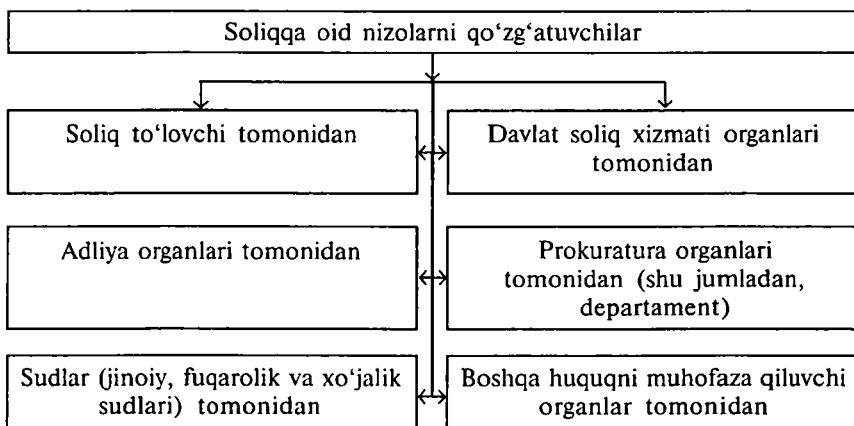 Soliqqa oid nizolarni qo‘zg‘atuvchilar
Soliq to‘lovchi tomonidan
Davlat soliq xizmati organlari
tomonidan
Adliya organlari tomonidan
Prokuratura organlari
tomonidan (shu jumladan,
departament)
Sudlar (jinoiy, fuqarolik va xo‘jalik
sudlari) tomonidan
Boshqa huquqni muhofaza qiluvchi
organlar tomonidan